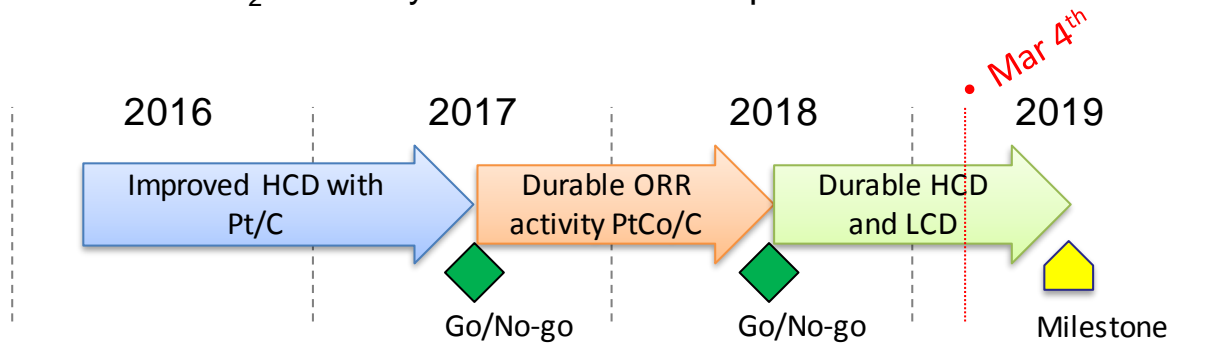 2
Mar 4th
2016 2017 2018 2019
Improved HCD with
Pt/C
Durable ORR
activity PtCo/C
Durable HCD
and LCD
Go/No-go Go/No-go Milestone